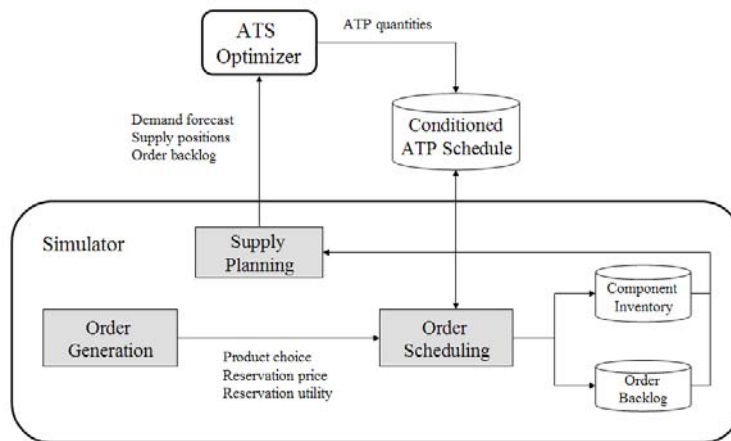 ATS
Optimizer
ATP quantities
Demand forecast
Supply positions
Order backlog
Conditioned
ATP Schedule
Simulator
Supply
Planning
Component
Inventory
Order
Generation
Order
Scheduling
Product choice
Reservation price
Reservation utility
Order
Backlog